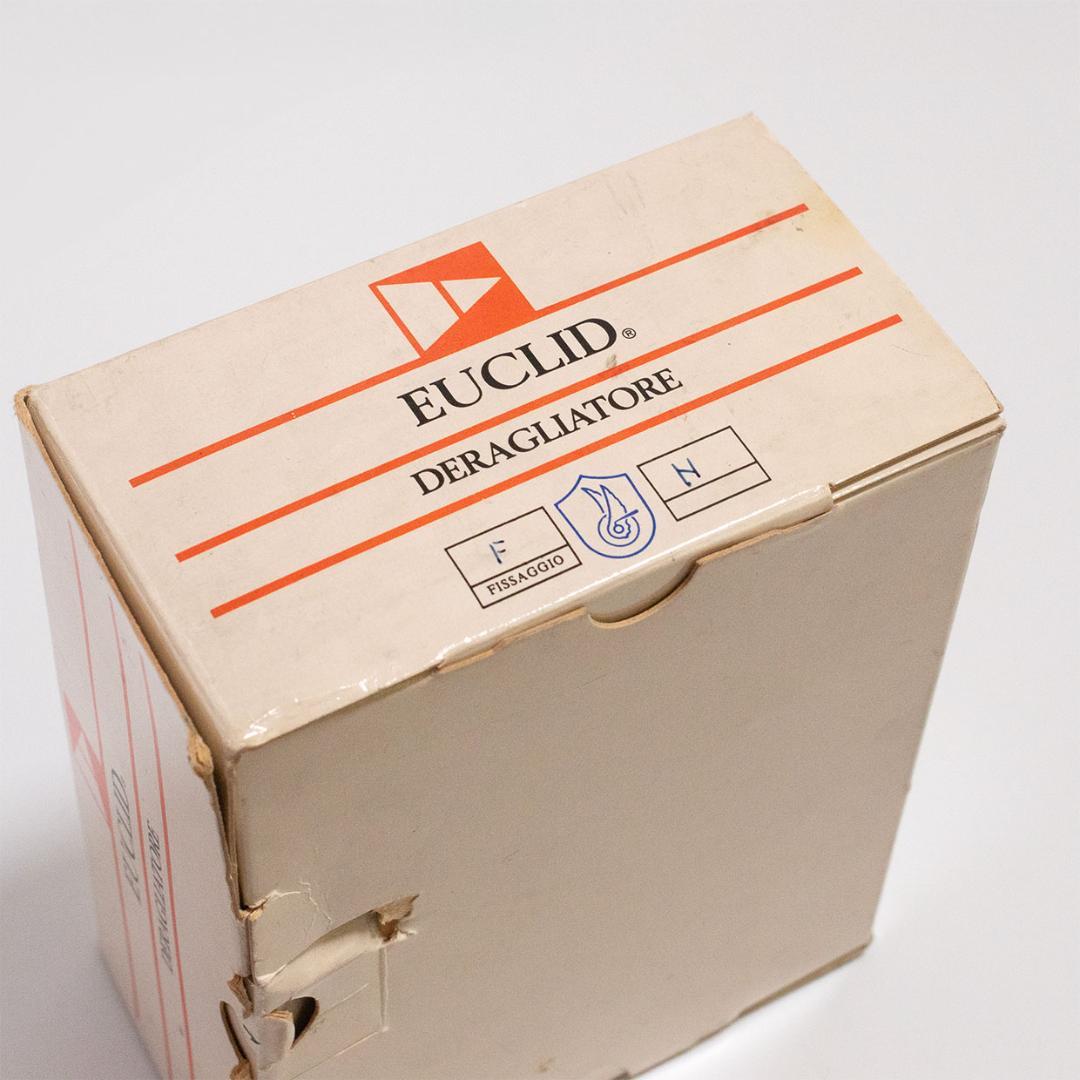 EUCLID®
DERAGLIATORE
F
FISSAGGIO
N
EUCLID
DERAGLIATORE